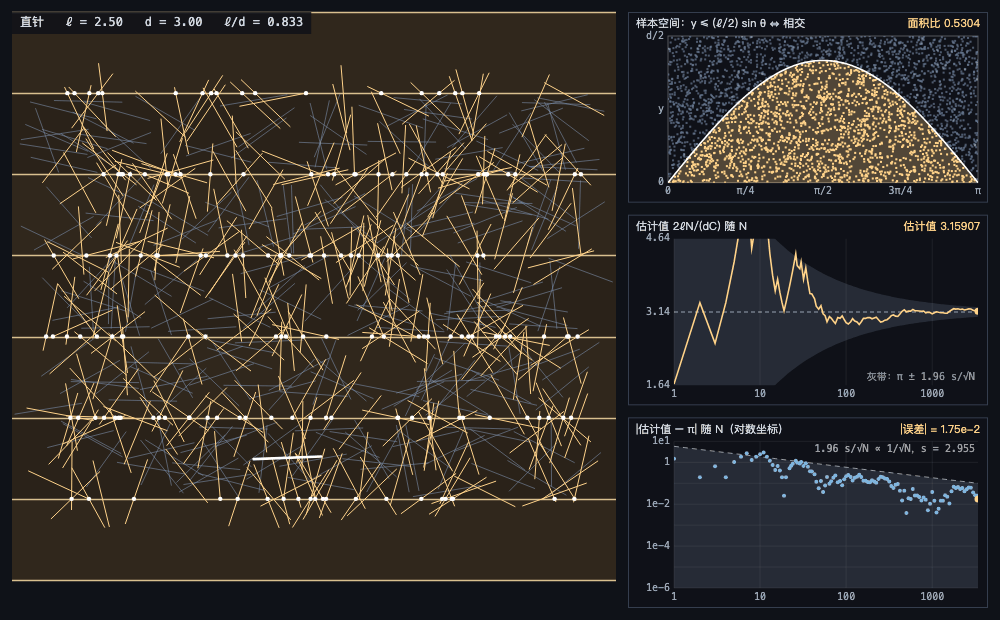 直针 ℓ = 2.50 d = 3.00 ℓ/d = 0.833
样本空间: y ≤ (ℓ/2) sin θ ⇔ 相交 面积比 0.5304
d/2
y
0
0 π/4 π/2 3π/4 π
估计值 2ℓN/(dC) 随 N 估计值 3.15907
4.64
3.14
1.64
灰带: π ± 1.96 s/√N
1 10 100 1000
|估计值 − π| 随 N (对数坐标) |误差| = 1.75e-2
1e1
1.96 s/√N ∝ 1/√N, s = 2.955
1
1e-2
1e-4
1e-6
1 10 100 1000